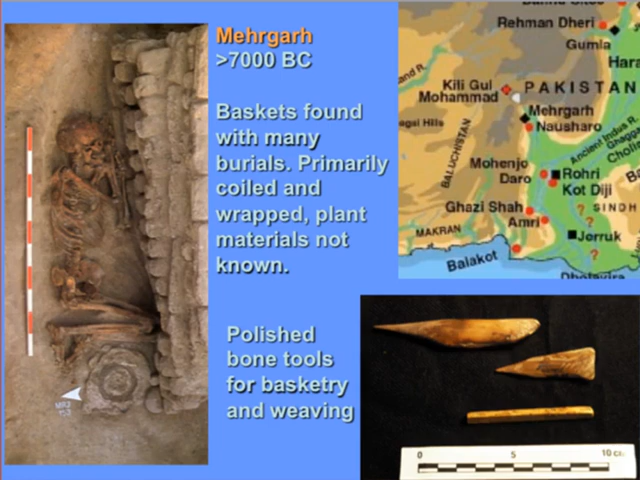 Mehrgarh
>7000 BC
Baskets found
with many
burials. Primarily
coiled and
wrapped, plant
materials not
known.
Polished
bone tools
for basketry
and weaving
Rehman Dheri
Gumla
Hara
Kili Gul
Mohammad
PAKISTAN
Mehrgarh
Nausharo
BALUCHISTAN
Ancient Indus R.
Mohenjo
Daro
Rohri
Kot Diji
Ghazi Shah
SINDH
Amri
?
?
MAKRAN
Jerruk
?
Balakot
0 5 10